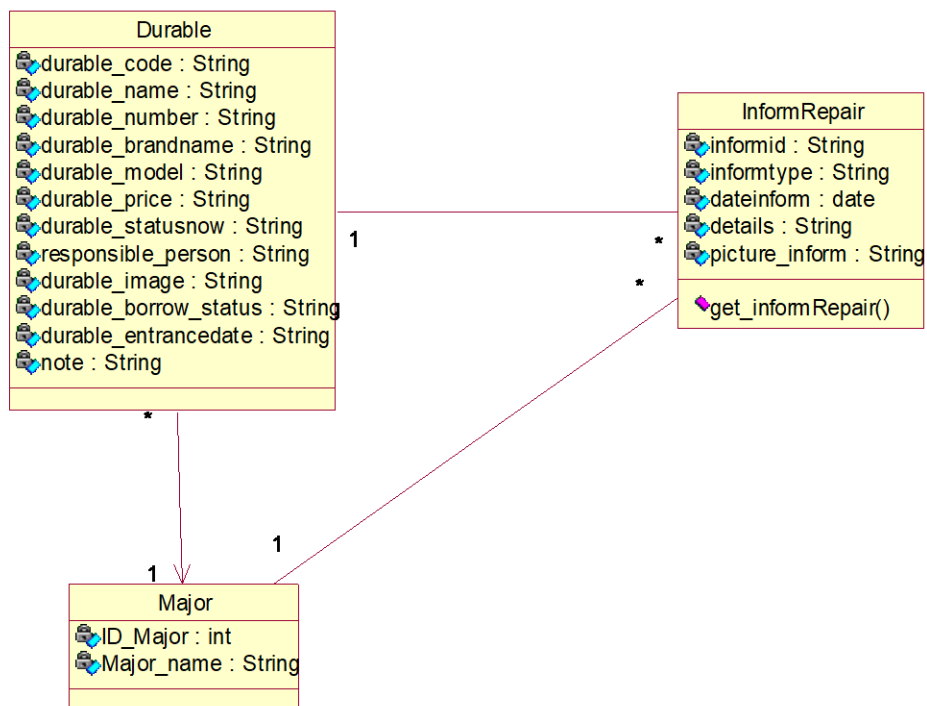 Durable
durable_code : String
durable_name : String
durable_number : String
durable_brandname : String
durable_model : String
durable_price : String
durable_statusnow : String
responsible_person : String
durable_image : String
durable_borrow_status : String
durable_entrancedate : String
note : String
InformRepair
informid : String
informtype : String
dateinform : date
details : String
picture_inform : String
get_informRepair()
1
*
*
*
1
1
Major
ID_Major : int
Major_name : String